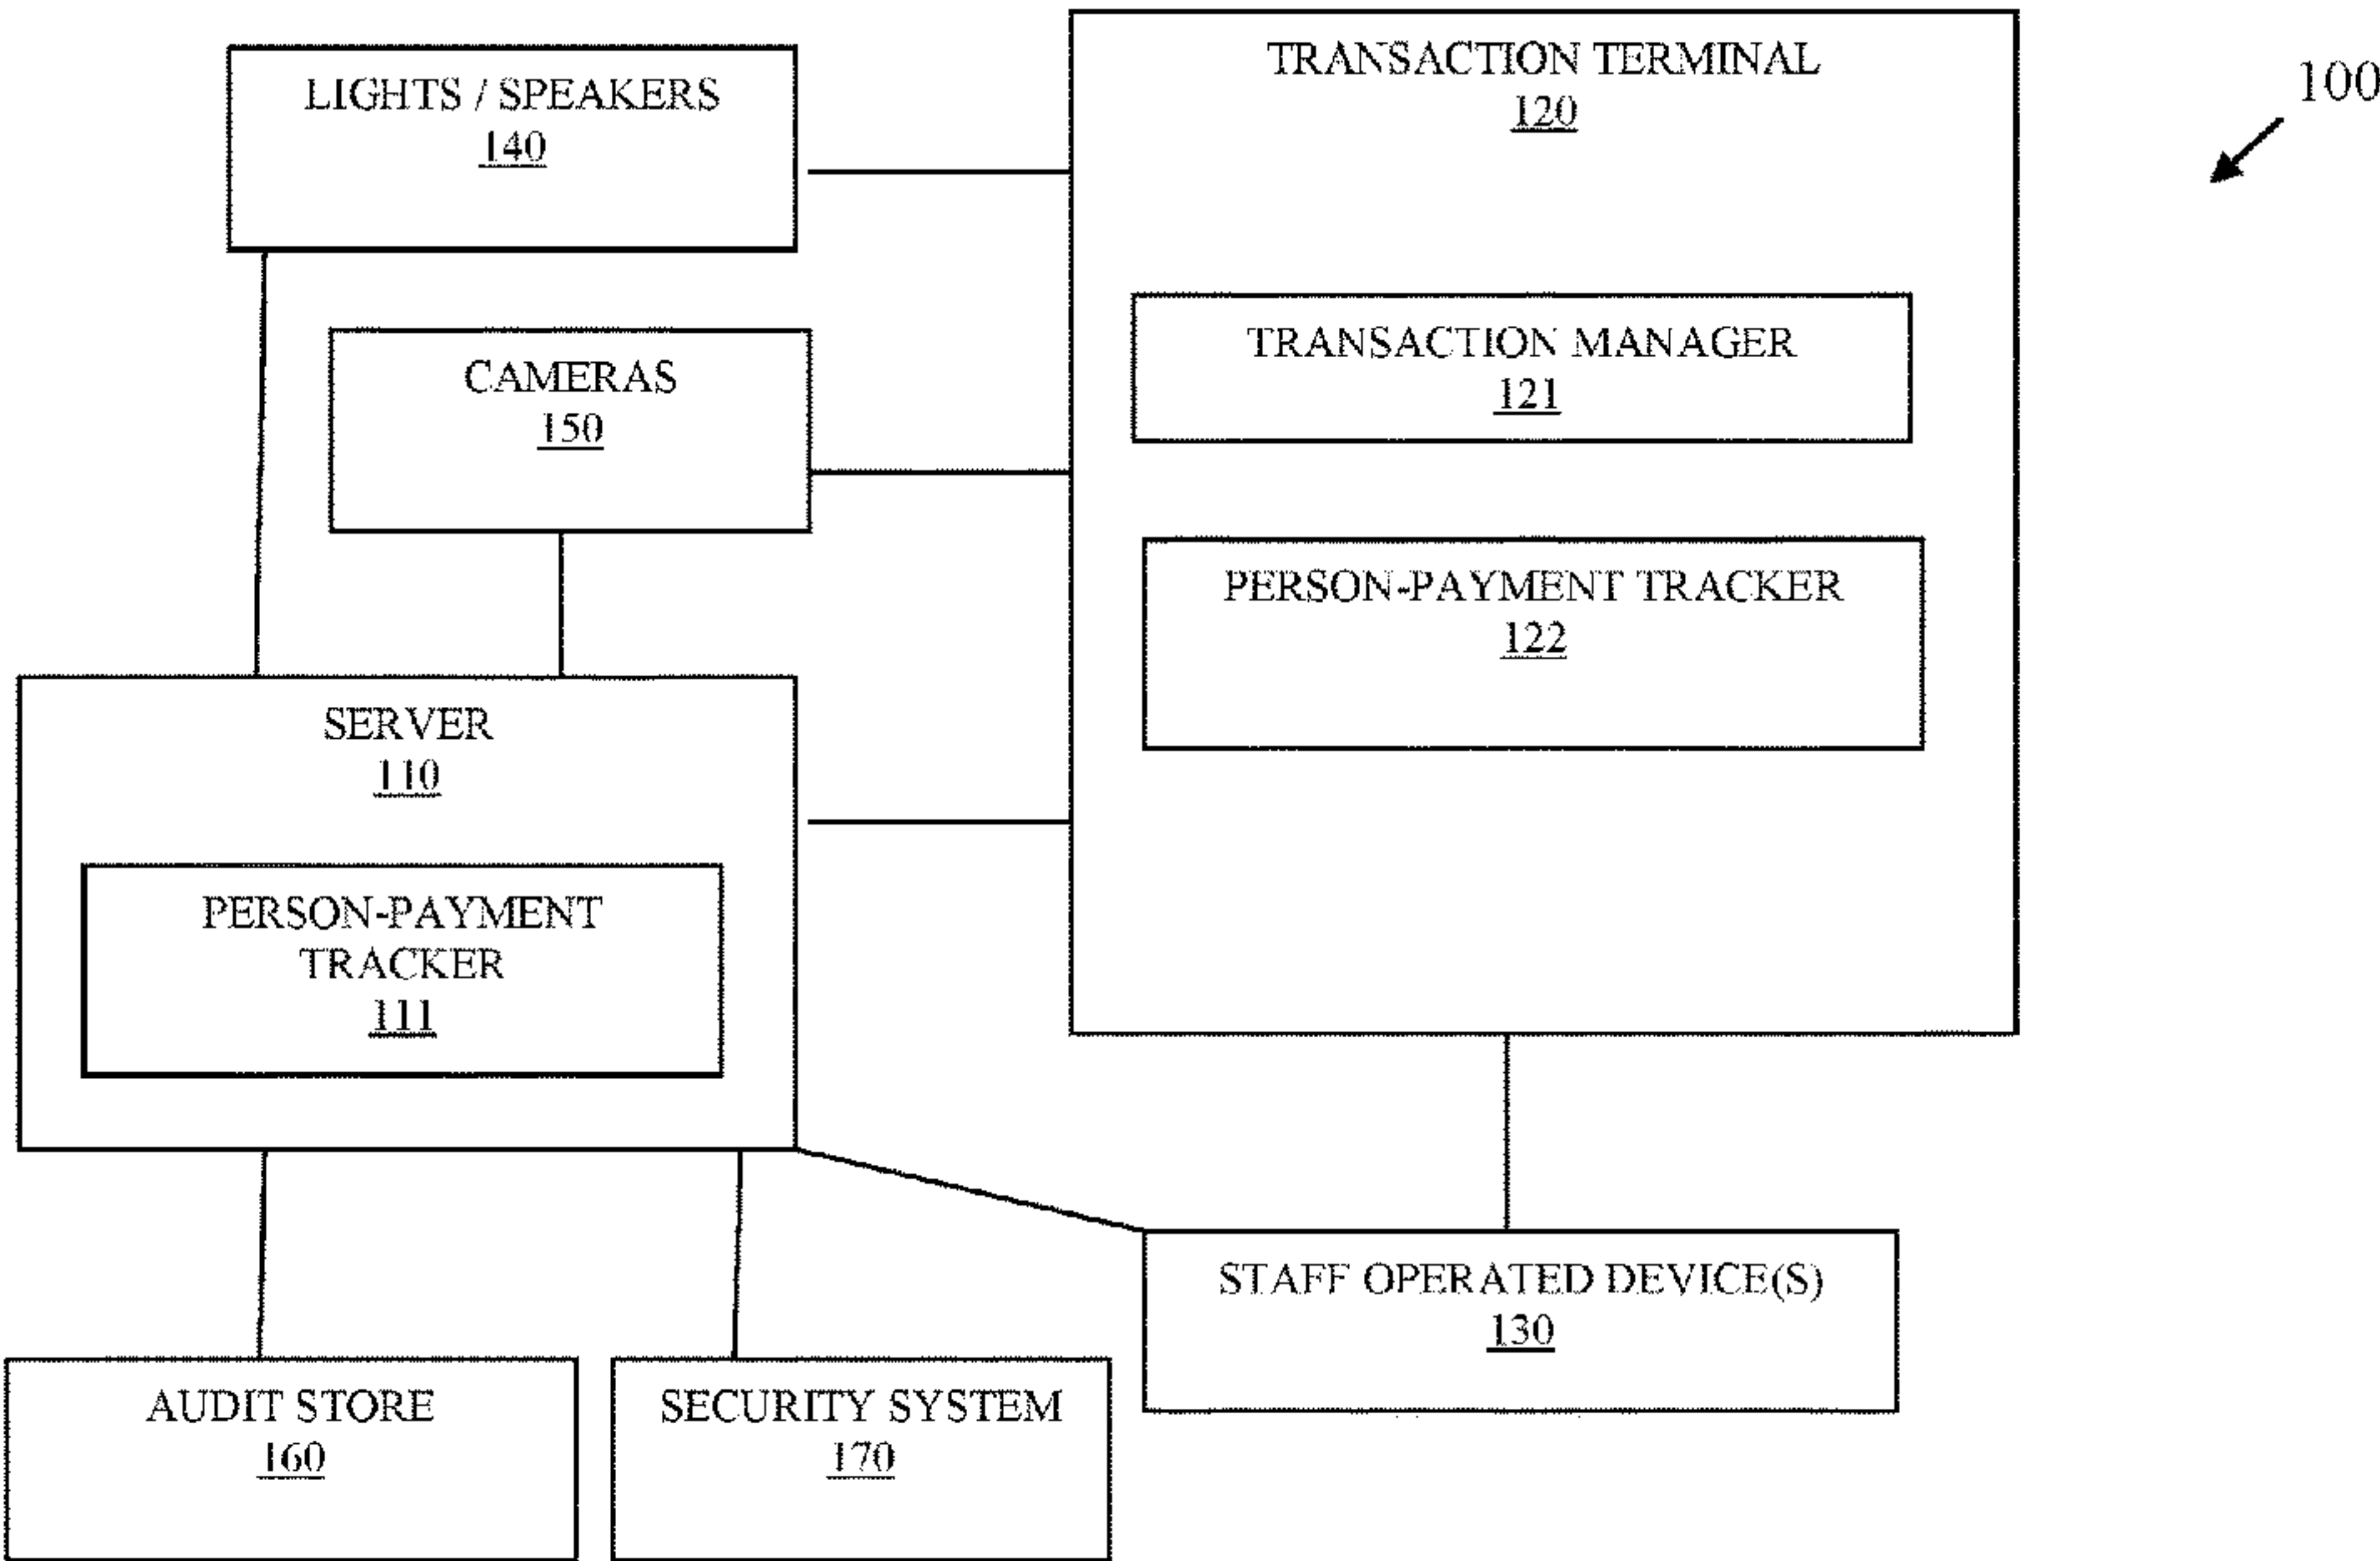 LIGHTS / SPEAKERS
140
TRANSACTION TERMINAL
120
100
TRANSACTION MANAGER
121
CAMERAS
150
PERSON-PAYMENT TRACKER
122
SERVER
110
PERSON-PAYMENT
TRACKER
111
STAFF OPERATED DEVICE(S)
130
AUDIT STORE
160
SECURITY SYSTEM
170